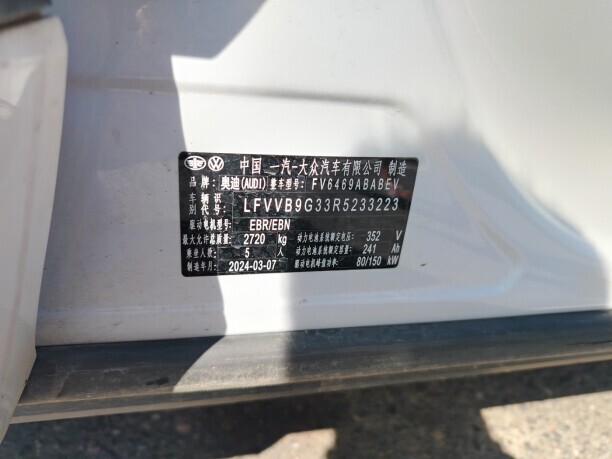 中国 一汽-大众汽车有限公司 制造
品牌：奥迪(AUDI) 整车型号：FV6469ABABEV
车辆识别代号：LFVVB9G33R5233223
驱动电机型号：EBR/EBN
最大允许总质量：2720 kg 动力电池系统额定电压：352 V
乘坐人数：5 人 动力电池系统额定容量：241 Ah
制造年月：2024-03-07 驱动电机峰值功率：80/150 kW